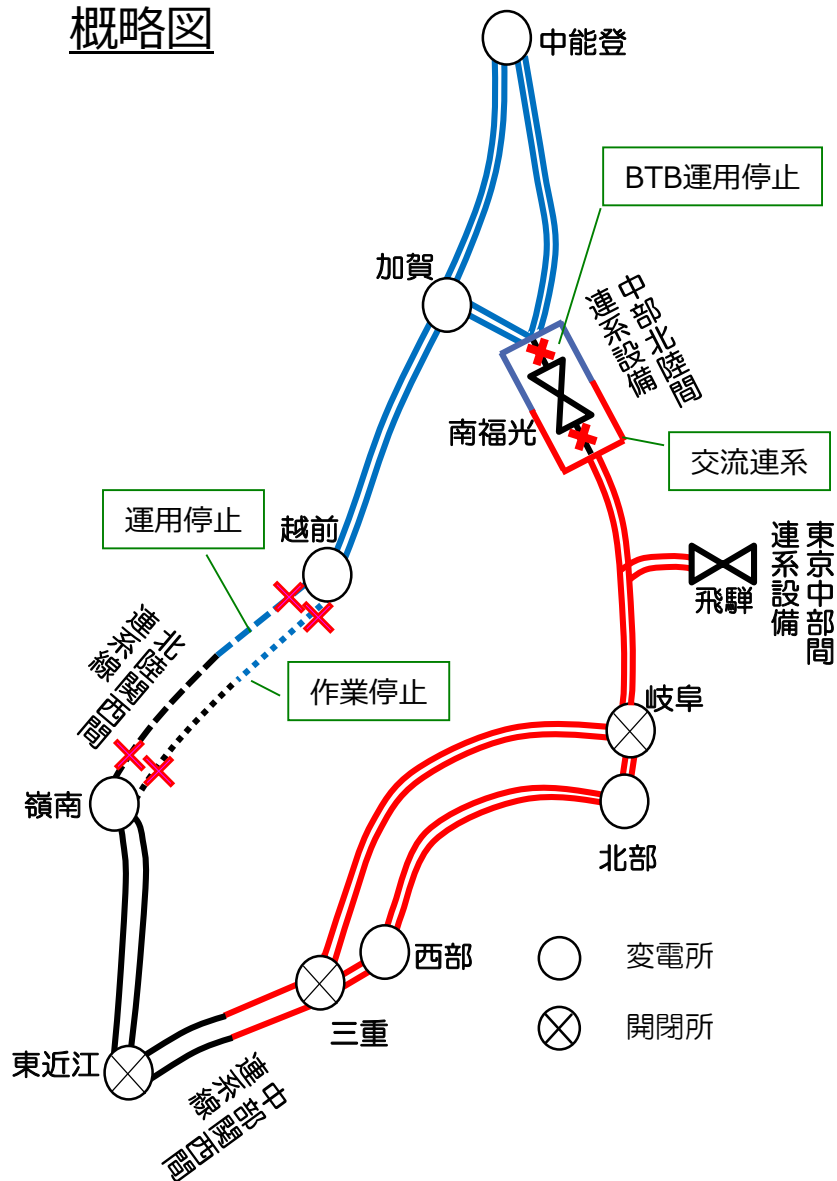 概略図
中能登
BTB運用停止
加賀
中部北陸間
連系設備
南福光
交流連系
運用停止
越前
東京中部間
連系設備
飛騨
北陸関西間
連系線
作業停止
岐阜
嶺南
北部
西部
変電所
三重
開閉所
東近江
中部関西間
連系線